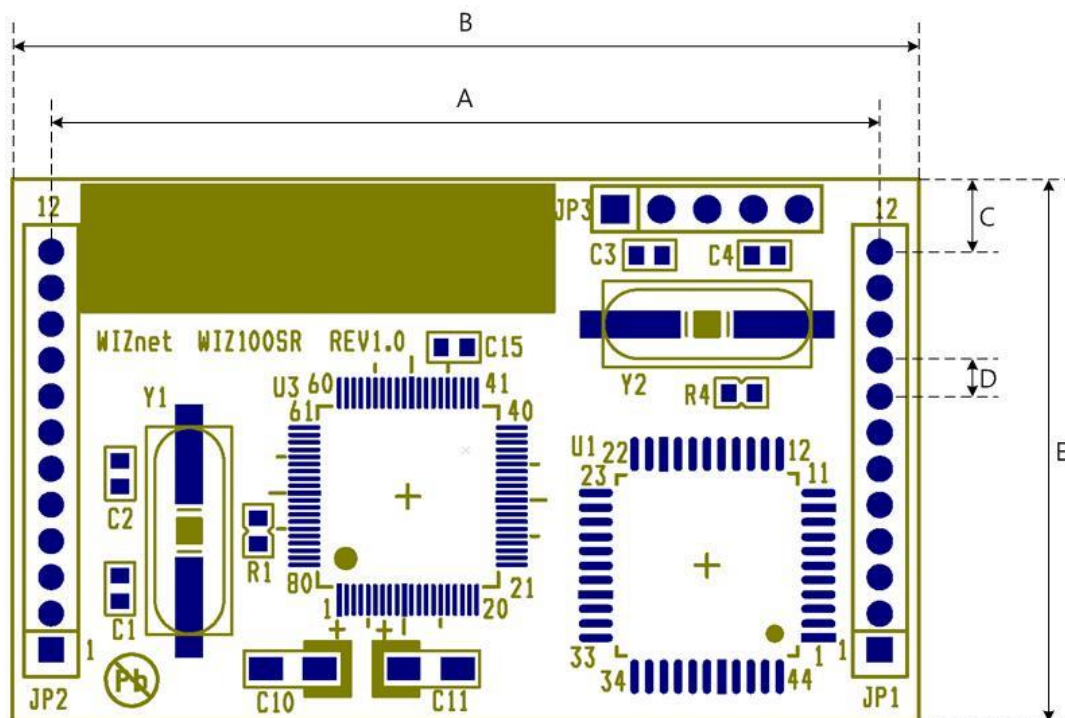 B
A
12
JP3
12
C
C3
C4
WIZnet WIZ100SR REV1.0
C15
Y2
D
R4
Y1
U3
60
41
61
40
E
U1
22
12
23
11
C2
R1
80
21
1
20
C1
33
1
34
44
1
1
Pb
JP2
C10
C11
JP1